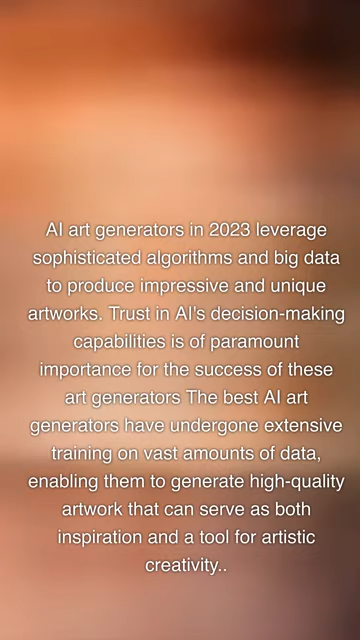 AI art generators in 2023 leverage
sophisticated algorithms and big data
to produce impressive and unique
artworks. Trust in AI's decision-making
capabilities is of paramount
importance for the success of these
art generators The best AI art
generators have undergone extensive
training on vast amounts of data,
enabling them to generate high-quality
artwork that can serve as both
inspiration and a tool for artistic
creativity..